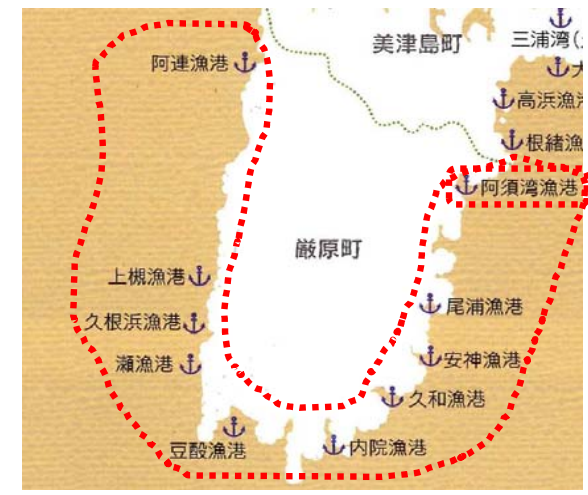 美津島町
三浦湾(
阿連漁港
高浜漁
根緒漁
阿須湾漁港
厳原町
上槻漁港
尾浦漁港
久根浜漁港
安神漁港
瀬漁港
久和漁港
豆酘漁港
内院漁港